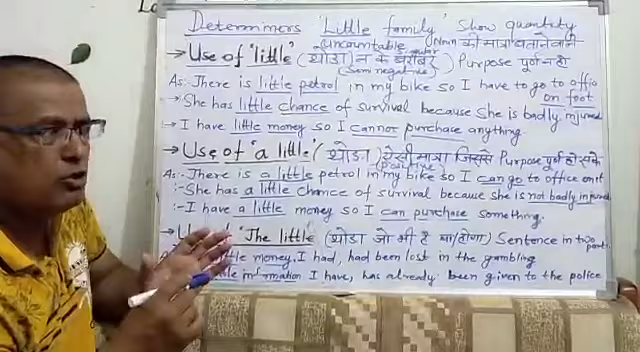 Determiners 'Little family' Show quantity
Uncountable Noun की मात्रा बताने वाले
→ Use of "little" (थोड़ा) न के बराबर) Purpose पूर्ण न हो
(Semi negative)
As:-There is little petrol in my bike so I have to go to office
on foot
→ She has little chance of survival because she is badly injured
:→ I have little money so I cannot purchase anything
→ Use of "a little" (थोड़ा) ऐसी मात्रा जिससे Purpose पूर्ण हो सके
As:- There is a little petrol in my bike so I can go to office on it
:- She has a little chance of survival because she is not badly injured
:- I have a little money so I can purchase something.
→ "The little (थोड़ा जो भी है था/होगा) Sentence in two part
little money, I had, had been lost in the gambling
information I have, has already been given to the police